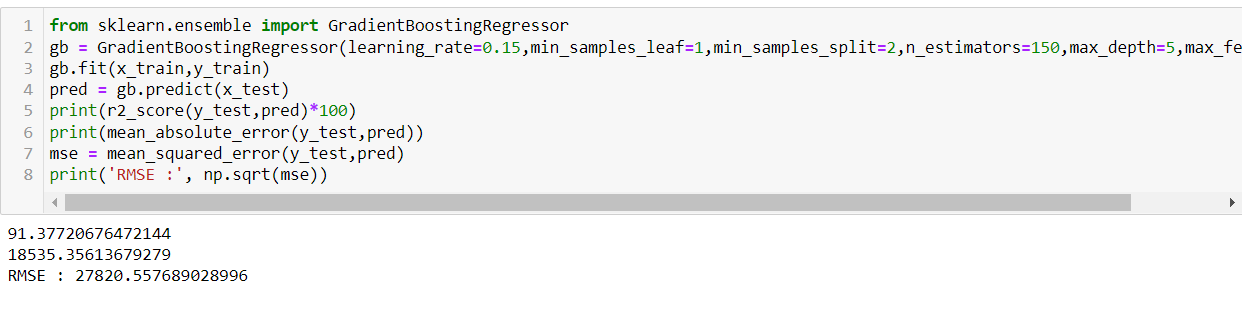 1 from sklearn.ensemble import GradientBoostingRegressor
2 gb = GradientBoostingRegressor(learning_rate=0.15,min_samples_leaf=1,min_samples_split=2,n_estimators=150,max_depth=5,max_fe
3 gb.fit(x_train,y_train)
4 pred = gb.predict(x_test)
5 print(r2_score(y_test,pred)*100)
6 print(mean_absolute_error(y_test,pred))
7 mse = mean_squared_error(y_test,pred)
8 print('RMSE :', np.sqrt(mse))
91.37720676472144
18535.35613679279
RMSE : 27820.557689028996